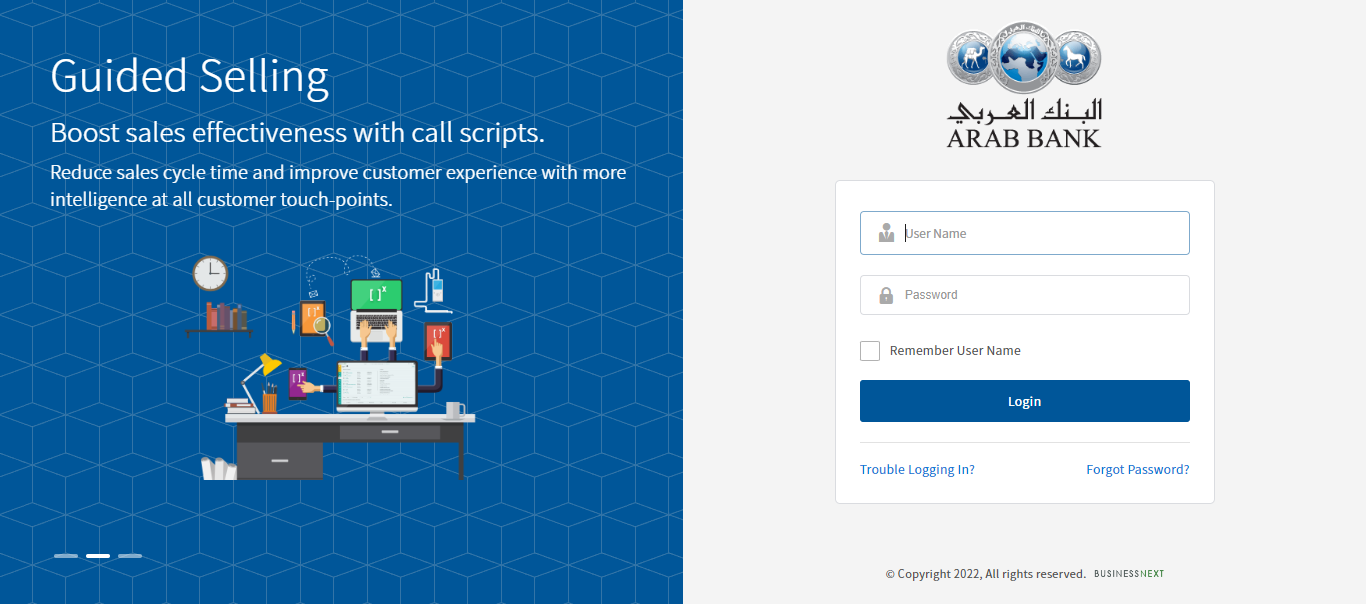 Guided Selling
Boost sales effectiveness with call scripts.
Reduce sales cycle time and improve customer experience with more
intelligence at all customer touch-points.
[ ]x
[ ]x
[ ]x
[ ]x
البنك العربي
ARAB BANK
User Name
Password
Remember User Name
Login
Trouble Logging In?
Forgot Password?
© Copyright 2022, All rights reserved. BUSINESSNEXT